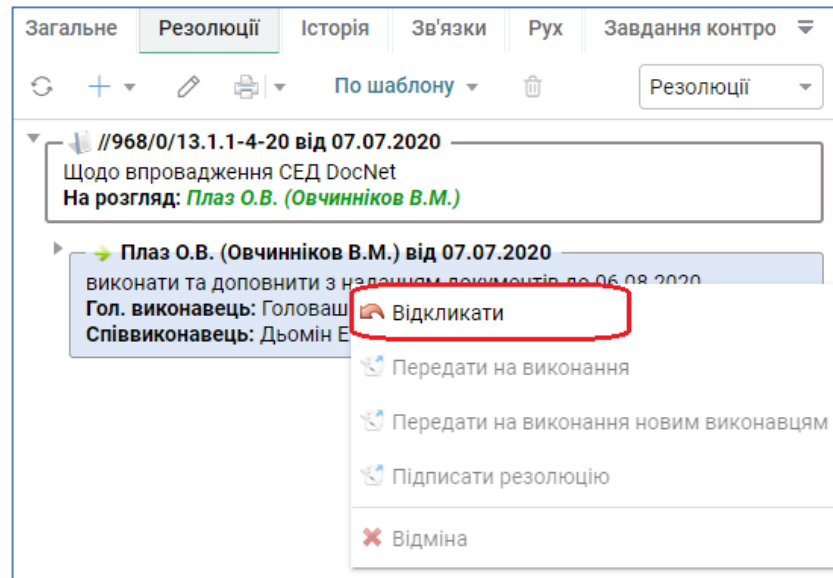 Загальне Резолюції Історія Зв'язки Рух Завдання контро
По шаблону Резолюції
//968/0/13.1.1-4-20 від 07.07.2020
Щодо впровадження СЕД DocNet
На розгляд: Плаз О.В. (Овчинніков В.М.)
Плаз О.В. (Овчинніков В.М.) від 07.07.2020
виконати та доповнити з наданням документів до 06.08.2020
Гол. виконавець: Головаш
Співвиконавець: Дьомін Е
Відкликати
Передати на виконання
Передати на виконання новим виконавцям
Підписати резолюцію
Відміна